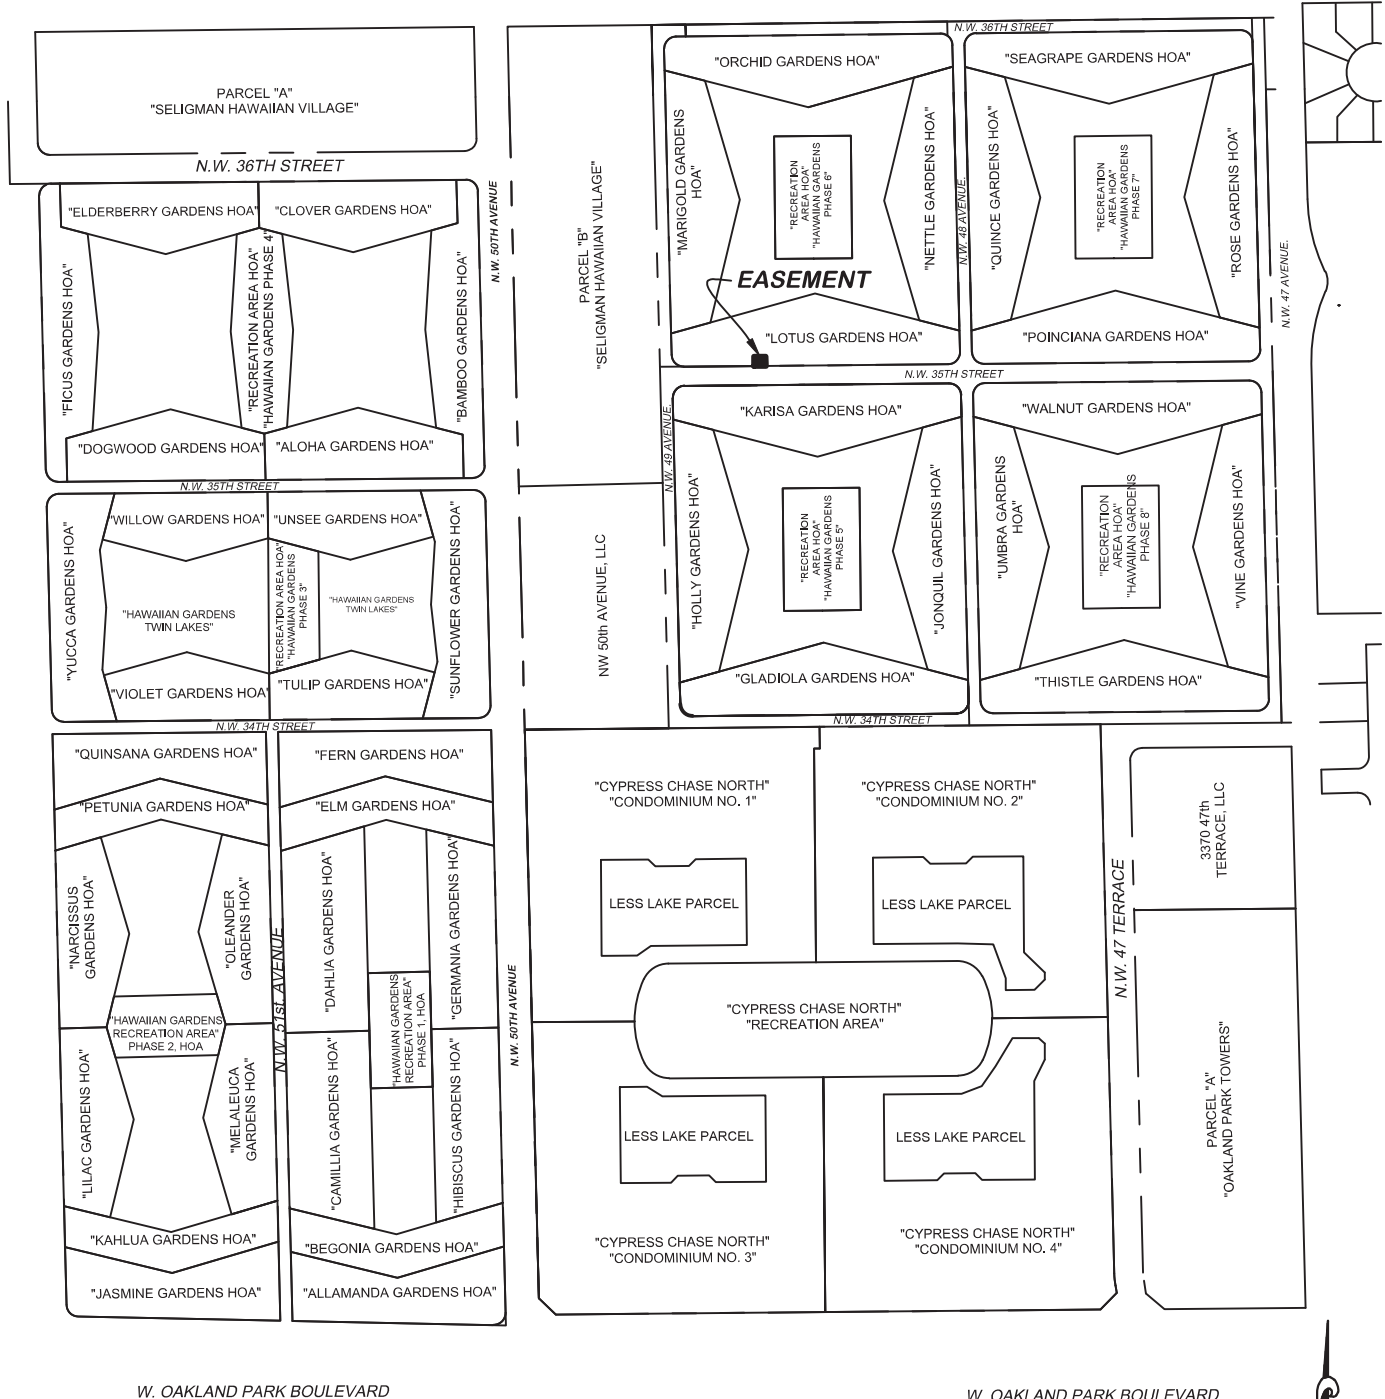 N.W. 36TH STREET
PARCEL "A"
"SELIGMAN HAWAIIAN VILLAGE"
N.W. 36TH STREET
"ELDERBERRY GARDENS HOA"
"CLOVER GARDENS HOA"
"FICUS GARDENS HOA"
"RECREATION AREA HOA"
"HAWAIIAN GARDENS PHASE 4"
"BAMBOO GARDENS HOA"
"DOGWOOD GARDENS HOA"
"ALOHA GARDENS HOA"
N.W. 35TH STREET
N.W. 50TH AVENUE
PARCEL "B"
"SELIGMAN HAWAIIAN VILLAGE"
"ORCHID GARDENS HOA"
"MARIGOLD GARDENS
HOA"
"RECREATION
AREA HOA"
"HAWAIIAN GARDENS
PHASE 6"
"NETTLE GARDENS HOA"
EASEMENT
"LOTUS GARDENS HOA"
N.W. 48 AVENUE.
"SEAGRAPE GARDENS HOA"
"QUINCE GARDENS HOA"
"RECREATION
AREA HOA"
"HAWAIIAN GARDENS
PHASE 7"
"ROSE GARDENS HOA"
"POINCIANA GARDENS HOA"
N.W. 47 AVENUE.
N.W. 35TH STREET
"YUCCA GARDENS HOA"
"WILLOW GARDENS HOA"
"UNSEE GARDENS HOA"
"HAWAIIAN GARDENS
TWIN LAKES"
"RECREATION AREA HOA"
"HAWAIIAN GARDENS
PHASE 3"
"HAWAIIAN GARDENS
TWIN LAKES"
"SUNFLOWER GARDENS HOA"
"VIOLET GARDENS HOA"
"TULIP GARDENS HOA"
N.W. 34TH STREET
NW 50th AVENUE, LLC
N.W. 49 AVENUE.
"KARISA GARDENS HOA"
"HOLLY GARDENS HOA"
"RECREATION
AREA HOA"
"HAWAIIAN GARDENS
PHASE 5"
"JONQUIL GARDENS HOA"
"GLADIOLA GARDENS HOA"
"WALNUT GARDENS HOA"
"UMBRA GARDENS
HOA"
"RECREATION
AREA HOA"
"HAWAIIAN GARDENS
PHASE 8"
"VINE GARDENS HOA"
"THISTLE GARDENS HOA"
N.W. 34TH STREET
"QUINSANA GARDENS HOA"
"PETUNIA GARDENS HOA"
"NARCISSUS
GARDENS HOA"
"OLEANDER
GARDENS HOA"
"HAWAIIAN GARDENS
RECREATION AREA"
PHASE 2, HOA
"LILAC GARDENS HOA"
"MELALEUCA
GARDENS HOA"
"KAHLUA GARDENS HOA"
"JASMINE GARDENS HOA"
N.W. 51st. AVENUE
"FERN GARDENS HOA"
"ELM GARDENS HOA"
"DAHLIA GARDENS HOA"
"GERMANIA GARDENS HOA"
"HAWAIIAN GARDENS
RECREATION AREA"
PHASE 1, HOA
"CAMILLIA GARDENS HOA"
"HIBISCUS GARDENS HOA"
"BEGONIA GARDENS HOA"
"ALLAMANDA GARDENS HOA"
N.W. 50TH AVENUE
"CYPRESS CHASE NORTH"
"CONDOMINIUM NO. 1"
LESS LAKE PARCEL
"CYPRESS CHASE NORTH"
"CONDOMINIUM NO. 2"
LESS LAKE PARCEL
"CYPRESS CHASE NORTH"
"RECREATION AREA"
LESS LAKE PARCEL
"CYPRESS CHASE NORTH"
"CONDOMINIUM NO. 3"
LESS LAKE PARCEL
"CYPRESS CHASE NORTH"
"CONDOMINIUM NO. 4"
N.W. 47 TERRACE
3370 47th
TERRACE, LLC
PARCEL "A"
"OAKLAND PARK TOWERS"
W. OAKLAND PARK BOULEVARD
W. OAKLAND PARK BOULEVARD